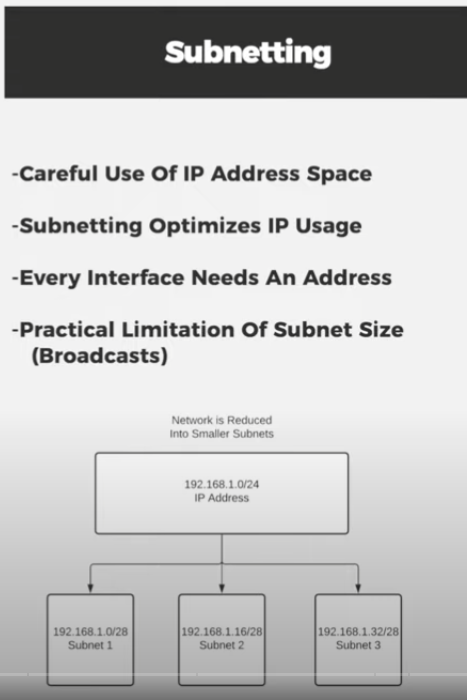 Subnetting
-Careful Use Of IP Address Space
-Subnetting Optimizes IP Usage
-Every Interface Needs An Address
-Practical Limitation Of Subnet Size
(Broadcasts)
Network is Reduced
Into Smaller Subnets
192.168.1.0/24
IP Address
192.168.1.0/28
Subnet 1
192.168.1.16/28
Subnet 2
192.168.1.32/28
Subnet 3